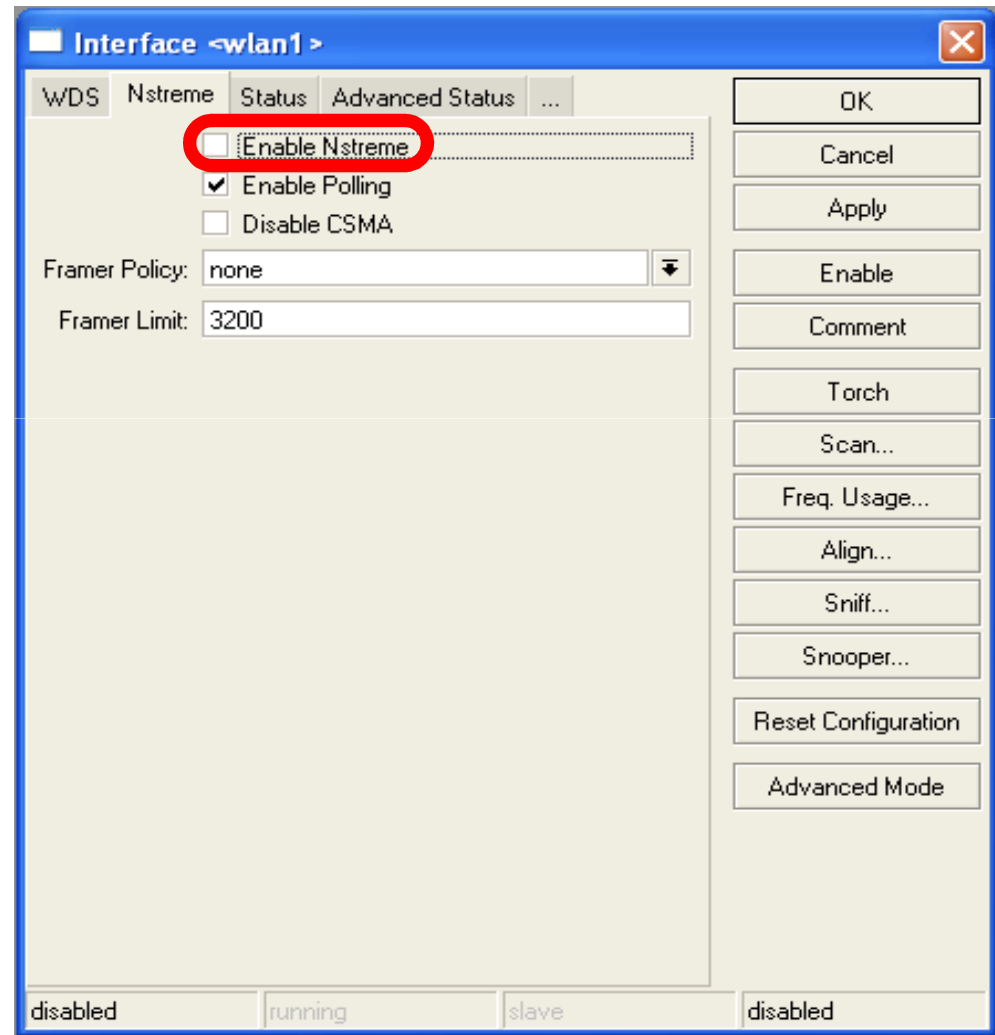 Interface <wlan1>
WDS Nstreme Status Advanced Status ...
Enable Nstreme
Enable Polling
Disable CSMA
Framer Policy: none
Framer Limit: 3200
OK
Cancel
Apply
Enable
Comment
Torch
Scan...
Freq. Usage...
Align...
Sniff...
Snooper...
Reset Configuration
Advanced Mode
disabled running slave disabled